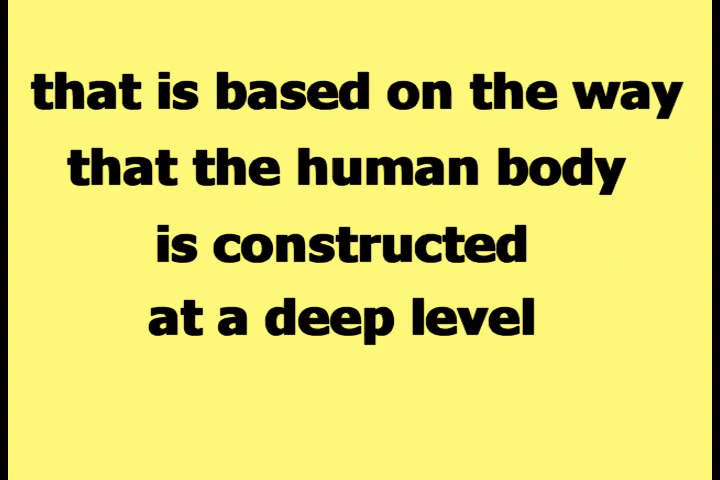 that is based on the way
that the human body
is constructed
at a deep level